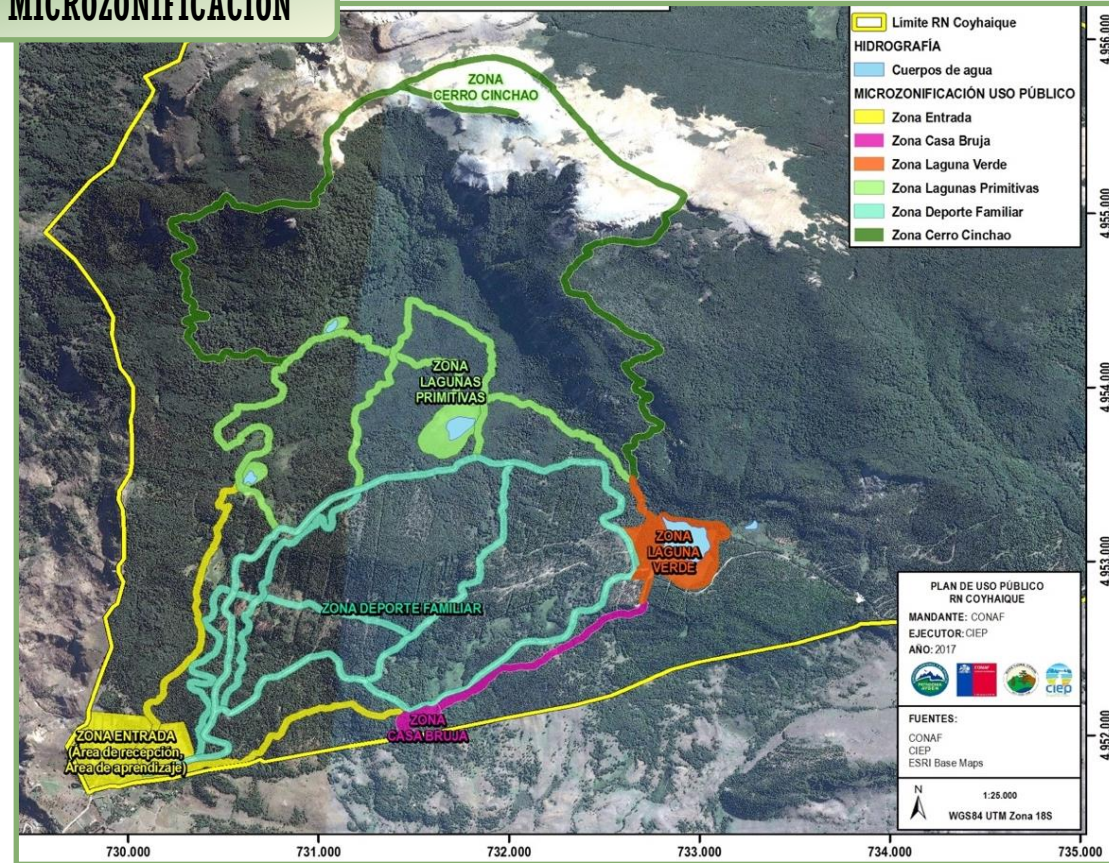 MICROZONIFICACIÓN
Limite RN Coyhaique
HIDROGRAFÍA
Cuerpos de agua
MICROZONIFICACIÓN USO PÚBLICO
Zona Entrada
Zona Casa Bruja
Zona Laguna Verde
Zona Lagunas Primitivas
Zona Deporte Familiar
Zona Cerro Cinchao
ZONA
CERRO CINCHAO
ZONA
LAGUNAS
PRIMITIVAS
ZONA
LAGUNA
VERDE
ZONA DEPORTE FAMILIAR
ZONA ENTRADA
(Área de recepción,
Área de aprendizaje)
ZONA
CASA BRUJA
4.956.000
4.955.000
4.954.000
4.953.000
4.952.000
PLAN DE USO PÚBLICO
RN COYHAIQUE
MANDANTE: CONAF
EJECUTOR: CIEP
AÑO: 2017
ciep
FUENTES:
CONAF
CIEP
ESRI Base Maps
N
1:25.000
WGS84 UTM Zona 18S
730.000
731.000
732.000
733.000
734.000
735.000